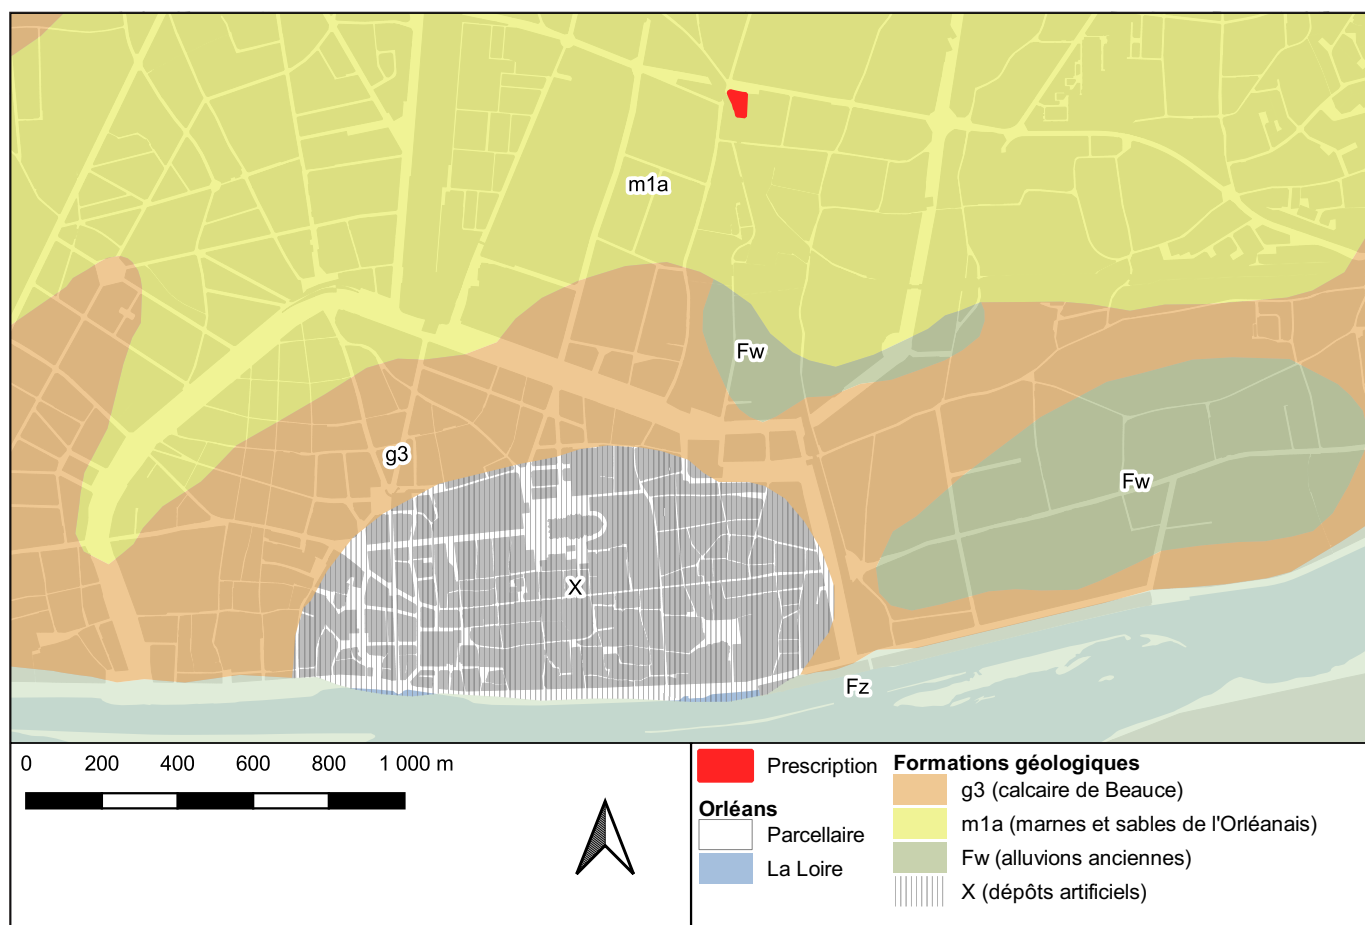 m1a
Fw
g3
Fw
X
Fz
0 200 400 600 800 1 000 m
Prescription
Orléans
Parcellaire
La Loire
Formations géologiques
g3 (calcaire de Beauce)
m1a (marnes et sables de l'Orléanais)
Fw (alluvions anciennes)
X (dépôts artificiels)